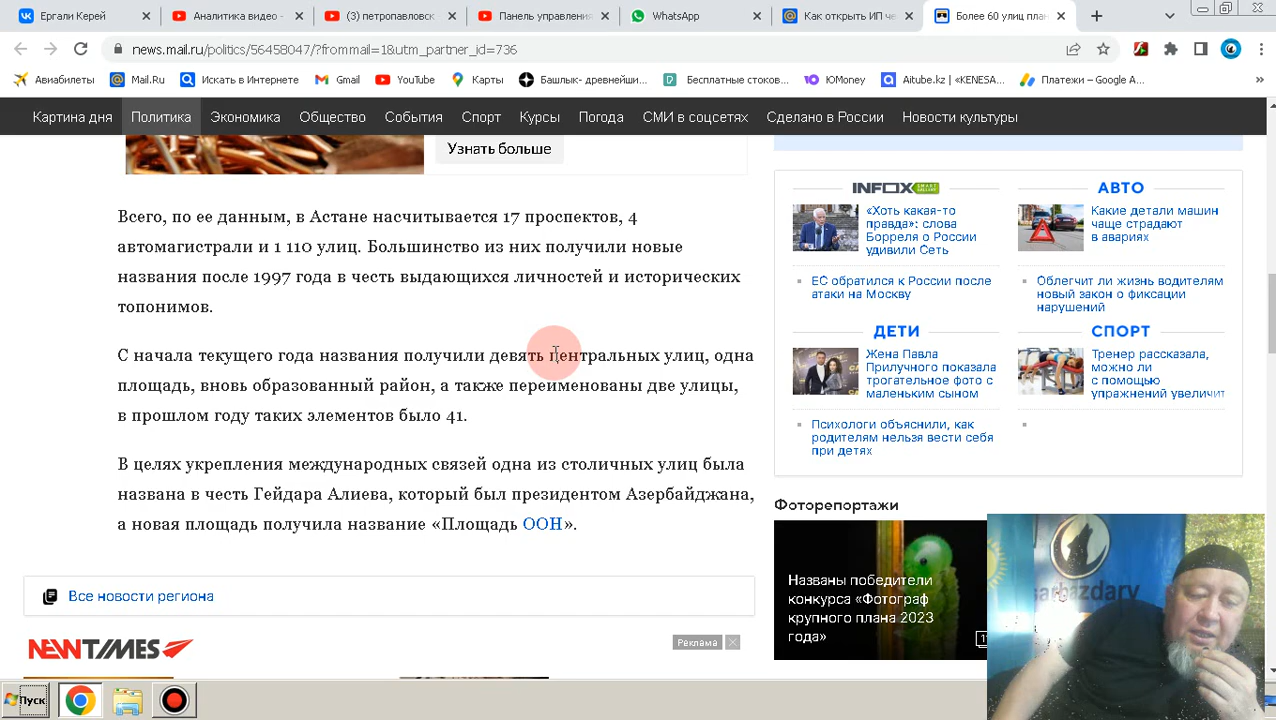 Ергали Керей
Аналитика видео -
(3) петропавловск
Панель управления
WhatsApp
Как открыть ИП че
Более 60 улиц план
news.mail.ru/politics/56458047/?frommail=1&utm_partner_id=736
Авиабилеты
Mail.Ru
Искать в Интернете
Gmail
YouTube
Карты
Башлык- древнейши...
Бесплатные стоков...
ЮMoney
Aitube.kz | «KENESA...
Платежи – Google A...
»
Картина дня Политика Экономика Общество События Спорт Курсы Погода СМИ в соцсетях Сделано в России Новости культуры
Узнать больше
Всего, по ее данным, в Астане насчитывается 17 проспектов, 4
автомагистрали и 1 110 улиц. Большинство из них получили новые
названия после 1997 года в честь выдающихся личностей и исторических
топонимов.
С начала текущего года названия получили девять центральных улиц, одна
площадь, вновь образованный район, а также переименованы две улицы,
в прошлом году таких элементов было 41.
В целях укрепления международных связей одна из столичных улиц была
названа в честь Гейдара Алиева, который был президентом Азербайджана,
а новая площадь получила название «Площадь ООН».
Все новости региона
NEWTIMES
Реклама
INFOX
«Хоть какая-то
правда»: слова
Борреля о России
удивили Сеть
ЕС обратился к России после
атаки на Москву
АВТО
Какие детали машин
чаще страдают
в авариях
Облегчит ли жизнь водителям
новый закон о фиксации
нарушений
ДЕТИ
Жена Павла
Прилучного показала
трогательное фото с
маленьким сыном
Психологи объяснили, как
родителям нельзя вести себя
при детях
СПОРТ
Тренер рассказала,
можно ли
с помощью
упражнений увеличит
Фоторепортажи
Названы победители
конкурса «Фотограф
крупного плана 2023
года»
Пуск